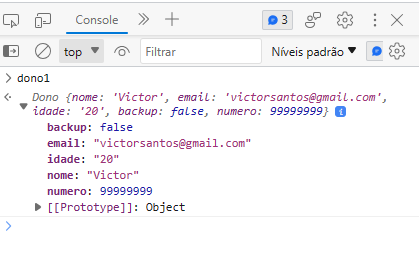 Console
3
top
Filtrar
Níveis padrão
dono1
Dono {nome: 'Victor', email: 'victorsantos@gmail.com',
idade: '20', backup: false, numero: 99999999}
backup: false
email: "victorsantos@gmail.com"
idade: "20"
nome: "Victor"
numero: 99999999
[[Prototype]]: Object